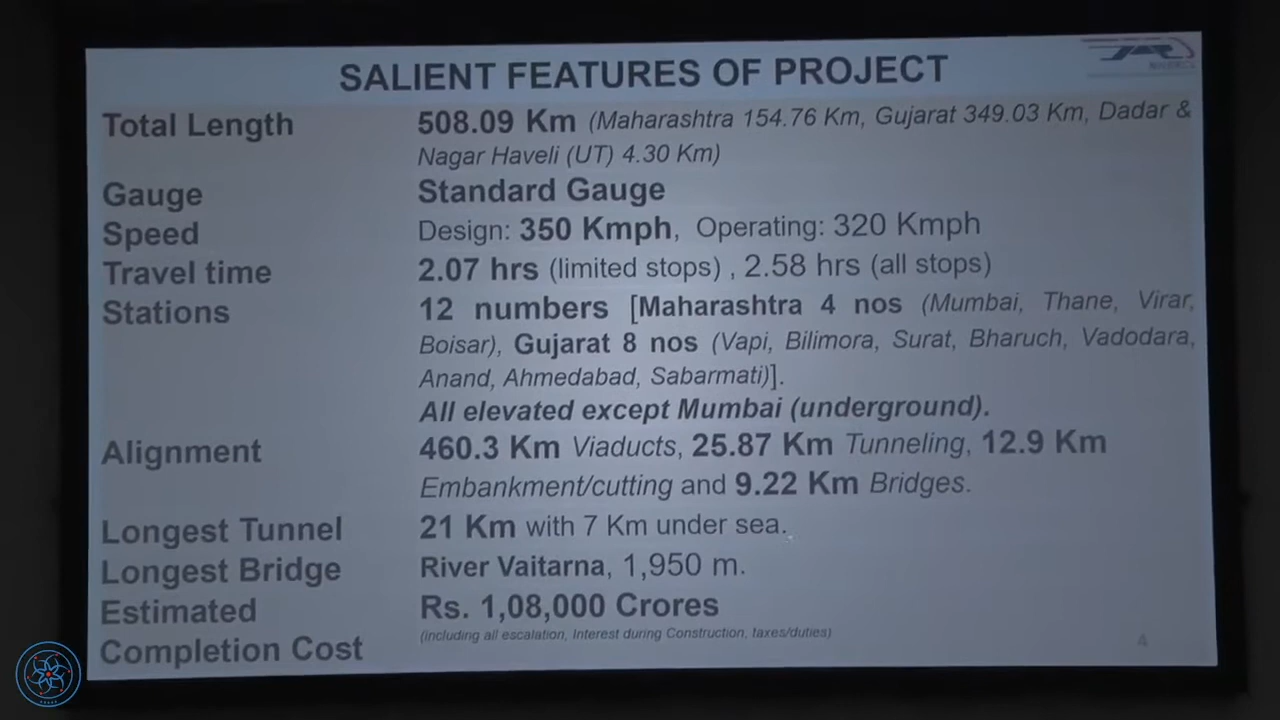 SALIENT FEATURES OF PROJECT
NHSRCL
Total Length 508.09 Km (Maharashtra 154.76 Km, Gujarat 349.03 Km, Dadar &
Nagar Haveli (UT) 4.30 Km)
Gauge Standard Gauge
Speed Design: 350 Kmph, Operating: 320 Kmph
Travel time 2.07 hrs (limited stops) , 2.58 hrs (all stops)
Stations 12 numbers [Maharashtra 4 nos (Mumbai, Thane, Virar,
Boisar), Gujarat 8 nos (Vapi, Bilimora, Surat, Bharuch, Vadodara,
Anand, Ahmedabad, Sabarmati)].
All elevated except Mumbai (underground).
Alignment 460.3 Km Viaducts, 25.87 Km Tunneling, 12.9 Km
Embankment/cutting and 9.22 Km Bridges.
Longest Tunnel 21 Km with 7 Km under sea.
Longest Bridge River Vaitarna, 1,950 m.
Estimated Rs. 1,08,000 Crores
Completion Cost (including all escalation, Interest during Construction, taxes/duties)
4